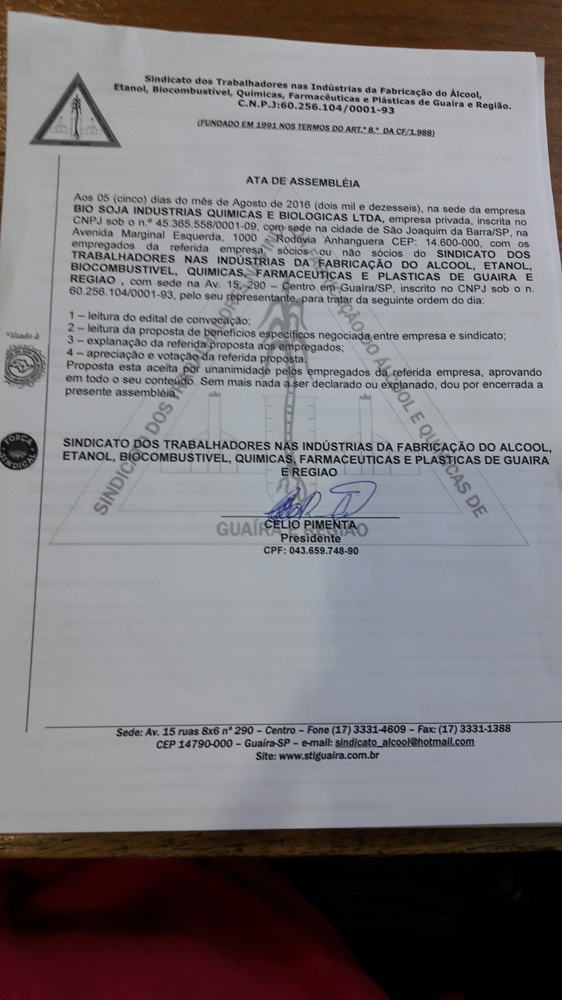 Sindicato dos Trabalhadores nas Indústrias da Fabricação do Álcool,
Etanol, Biocombustível, Químicas, Farmacêuticas e Plásticas de Guaíra e Região.
C.N.P.J:60.256.104/0001-93
(FUNDADO EM 1991 NOS TERMOS DO ART.º 8.º DA CF/1.988)
ATA DE ASSEMBLÉIA
Aos 05 (cinco) dias do mês de Agosto de 2016 (dois mil e dezesseis), na sede da empresa
BIO SOJA INDUSTRIAS QUIMICAS E BIOLOGICAS LTDA, empresa privada, inscrita no
CNPJ sob o n.º 45.365.558/0001-09, com sede na cidade de São Joaquim da Barra/SP, na
Avenida Marginal Esquerda, 1000 - Rodovia Anhanguera CEP: 14.600-000, com os
empregados da referida empresa, sócios ou não sócios do SINDICATO DOS
TRABALHADORES NAS INDÚSTRIAS DA FABRICAÇÃO DO ALCOOL, ETANOL,
BIOCOMBUSTIVEL, QUIMICAS, FARMACEUTICAS E PLASTICAS DE GUAIRA E
REGIAO , com sede na Av. 15, 290 – Centro em Guaíra/SP, inscrito no CNPJ sob o n.
60.256.104/0001-93, pelo seu representante, para tratar da seguinte ordem do dia:
1 – leitura do edital de convocação;
2 – leitura da proposta de benefícios específicos negociada entre empresa e sindicato;
3 – explanação da referida proposta aos empregados;
4 – apreciação e votação da referida proposta.
Proposta esta aceita por unanimidade pelos empregados da referida empresa, aprovando
em todo o seu conteúdo. Sem mais nada a ser declarado ou explanado, dou por encerrada a
presente assembléia.
Filiado à
FORÇA
SINDICAL
SINDICATO DOS TRABALHADORES NAS INDÚSTRIAS DA FABRICAÇÃO DO ALCOOL,
ETANOL, BIOCOMBUSTIVEL, QUIMICAS, FARMACEUTICAS E PLASTICAS DE GUAIRA
E REGIAO
CÉLIO PIMENTA
Presidente
CPF: 043.659.748-90
SINDICATO DOS TRABALHADORES NA IND
DA FABRICAÇÃO DO ÁLCOOL E QUÍMICAS DE
GUAÍRA E REGIÃO
Sede: Av. 15 ruas 8x6 nº 290 – Centro – Fone (17) 3331-4609 – Fax: (17) 3331-1388
CEP 14790-000 – Guaíra-SP – e-mail: sindicato_alcool@hotmail.com
Site: www.stiguaira.com.br